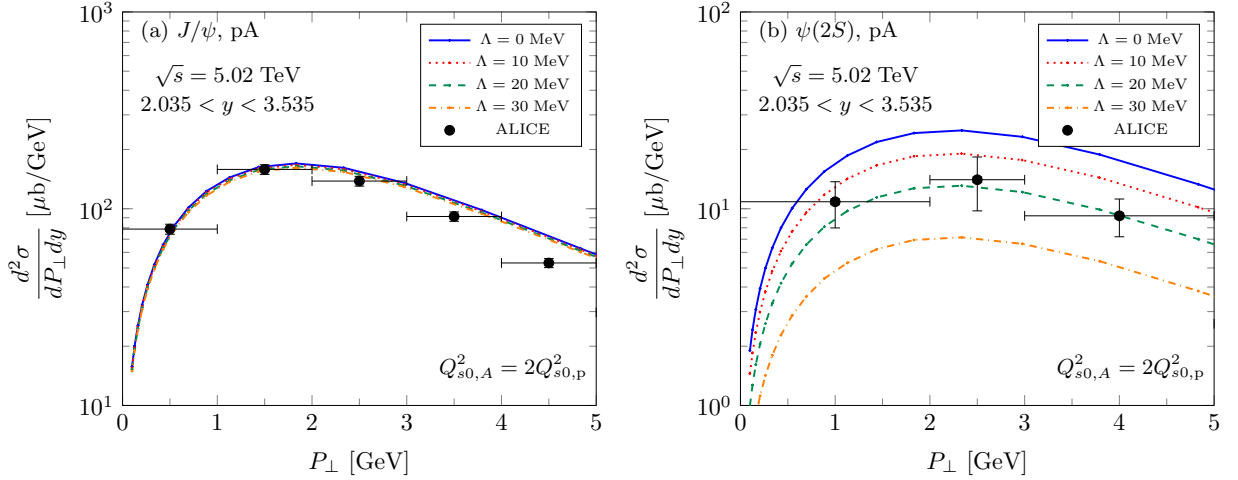 (a) J/ψ, pA
√s = 5.02 TeV
2.035 < y < 3.535
Λ = 0 MeV
Λ = 10 MeV
Λ = 20 MeV
Λ = 30 MeV
ALICE
Q²ₛ₀,A = 2Q²ₛ₀,p
10³
10²
10¹
0 1 2 3 4 5
P⊥ [GeV]
d²σ/dP⊥dy [μb/GeV]
(b) ψ(2S), pA
√s = 5.02 TeV
2.035 < y < 3.535
Λ = 0 MeV
Λ = 10 MeV
Λ = 20 MeV
Λ = 30 MeV
ALICE
Q²ₛ₀,A = 2Q²ₛ₀,p
10²
10¹
10⁰
0 1 2 3 4 5
P⊥ [GeV]
d²σ/dP⊥dy [μb/GeV]